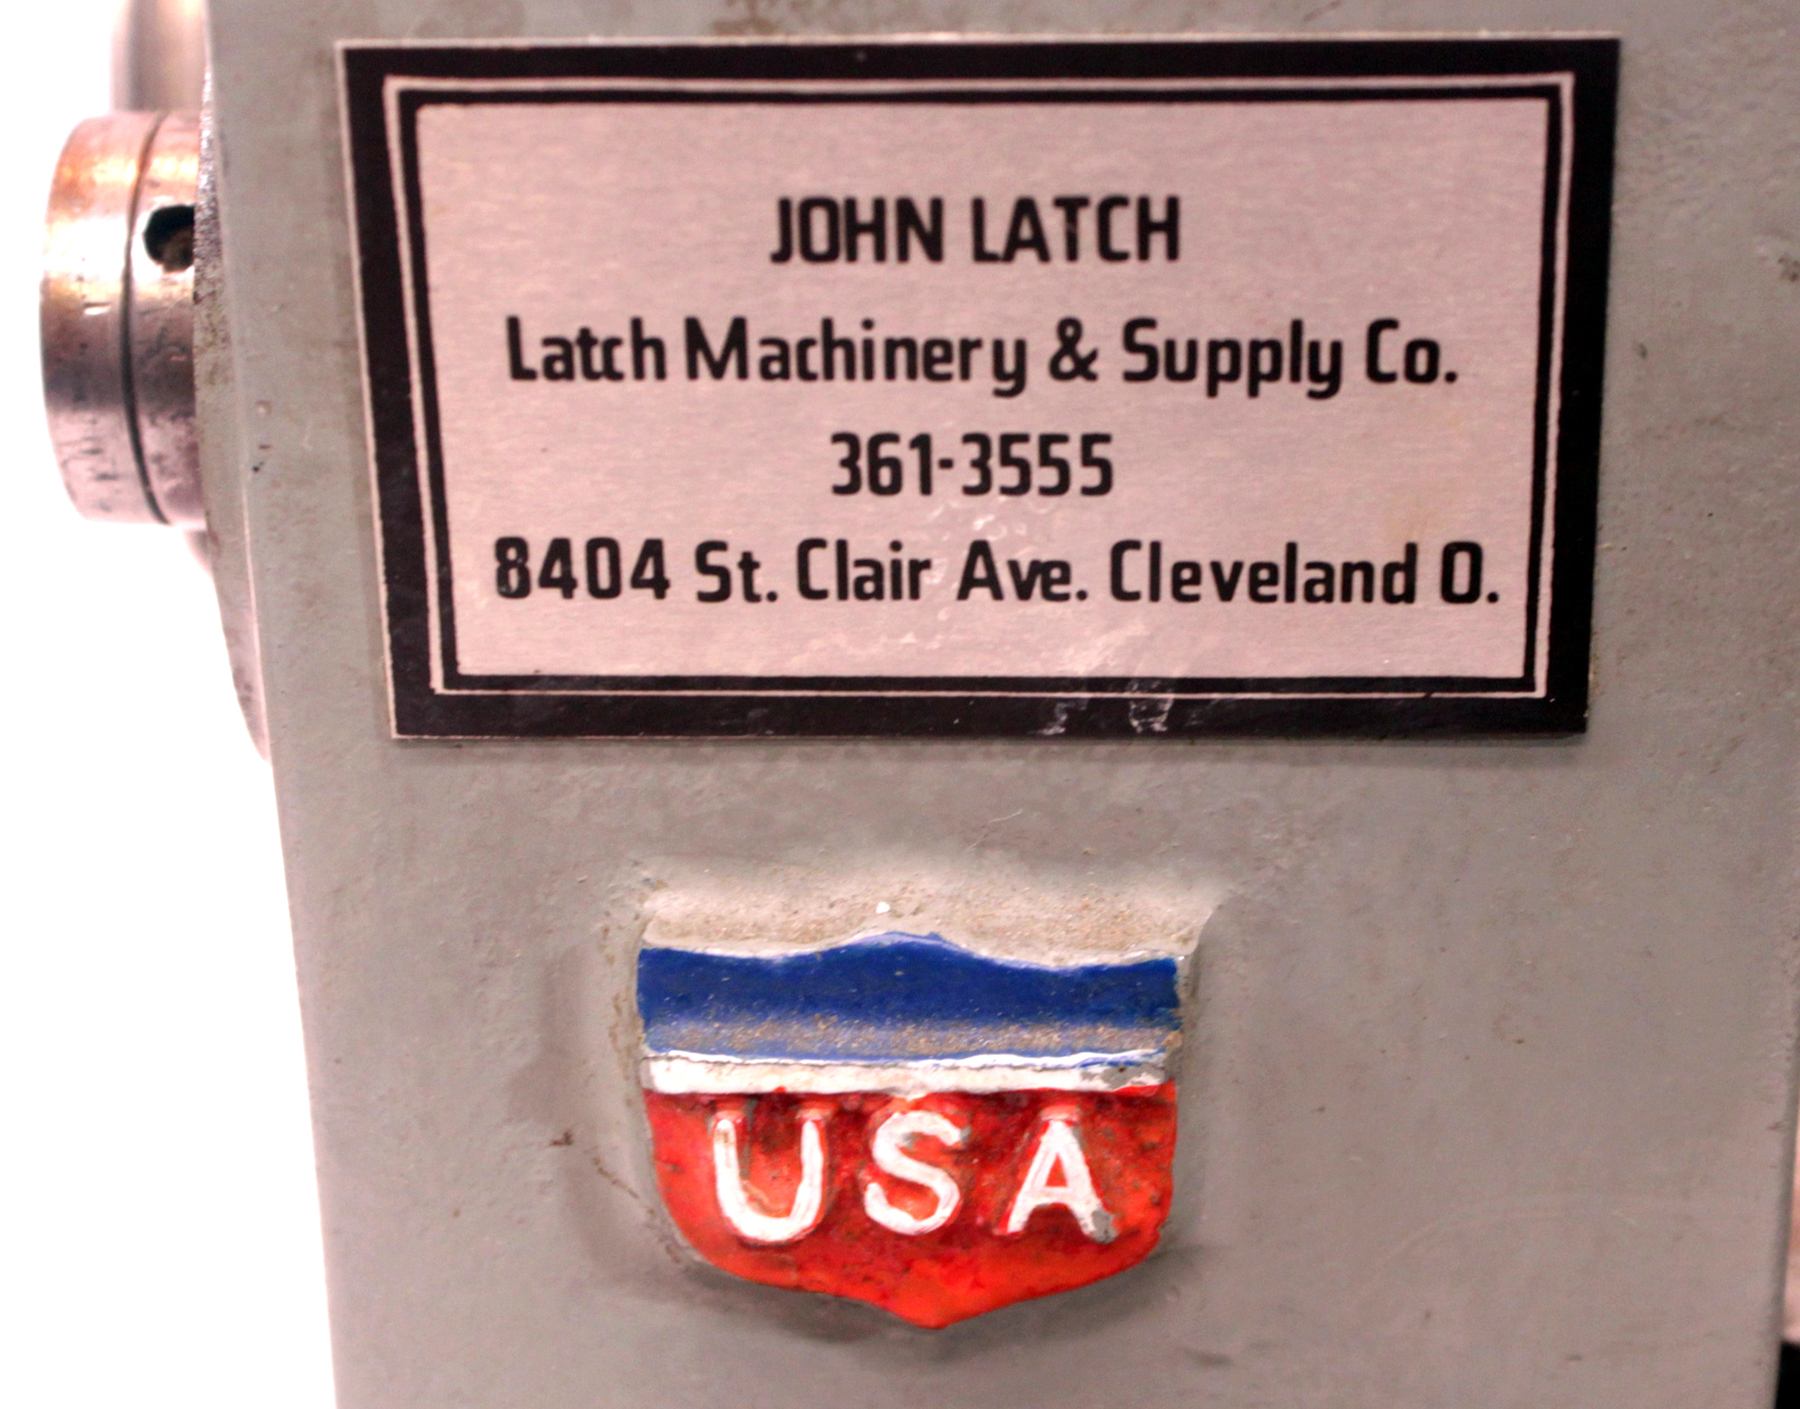 JOHN LATCH
Latch Machinery & Supply Co.
361-3555
8404 St. Clair Ave. Cleveland O.
USA